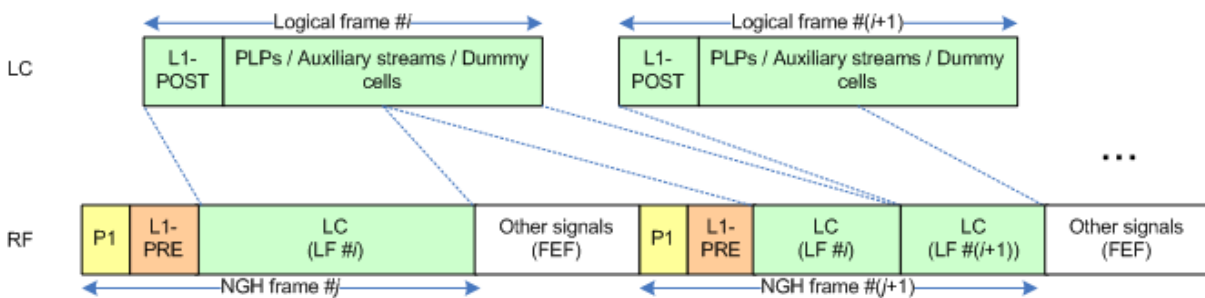 Logical frame #i
Logical frame #(i+1)
LC
L1-
POST
PLPs / Auxiliary streams / Dummy
cells
L1-
POST
PLPs / Auxiliary streams / Dummy
cells
...
RF
P1
L1-
PRE
LC
(LF #i)
Other signals
(FEF)
P1
L1-
PRE
LC
(LF #i)
LC
(LF #(i+1))
Other signals
(FEF)
NGH frame #j
NGH frame #(j+1)